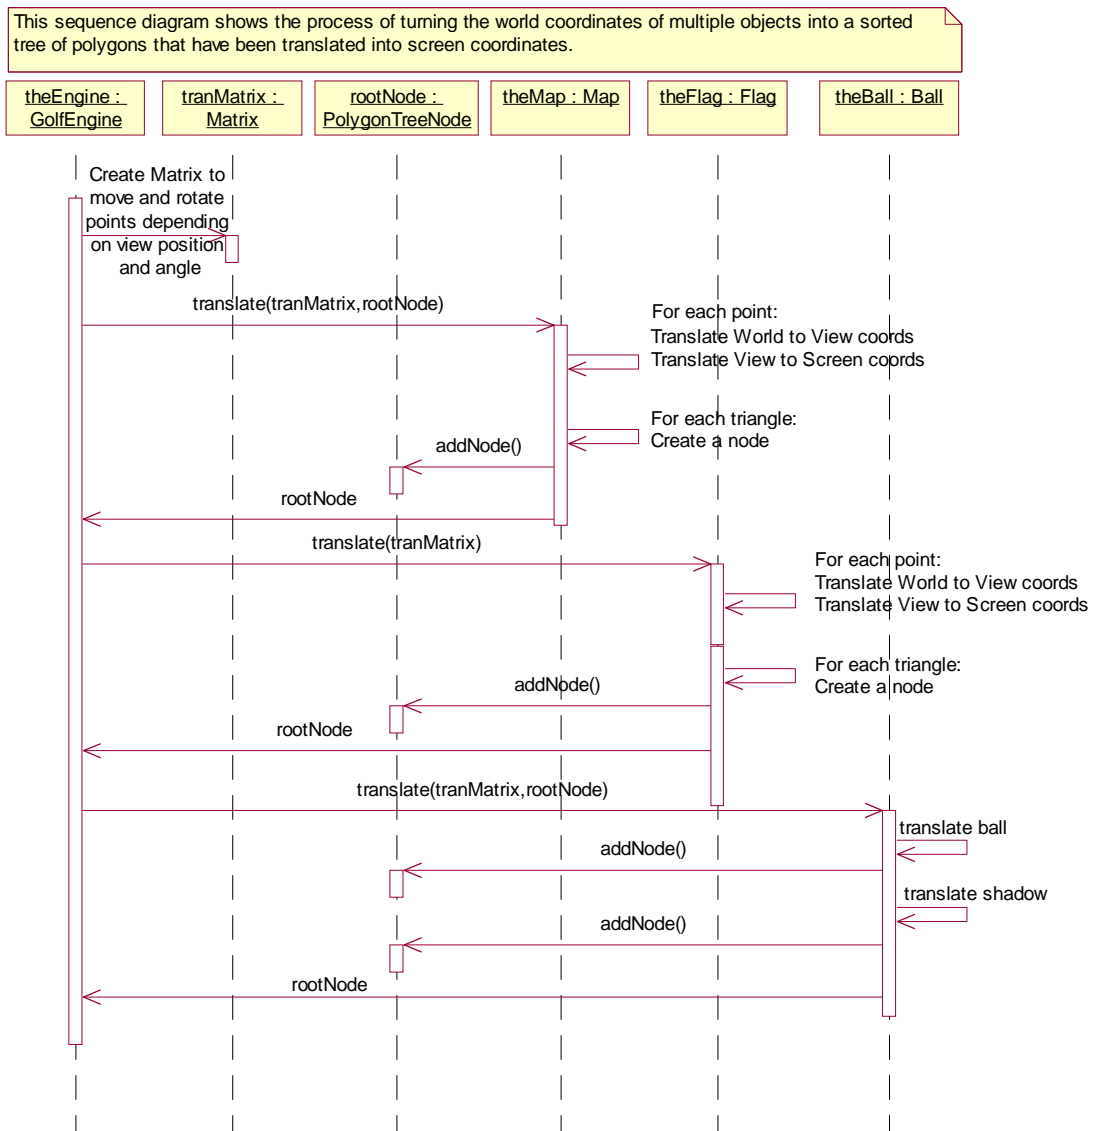 This sequence diagram shows the process of turning the world coordinates of multiple objects into a sorted
tree of polygons that have been translated into screen coordinates.
theEngine :
GolfEngine
tranMatrix :
Matrix
rootNode :
PolygonTreeNode
theMap : Map
theFlag : Flag
theBall : Ball
Create Matrix to
move and rotate
points depending
on view position
and angle
translate(tranMatrix,rootNode)
For each point:
Translate World to View coords
Translate View to Screen coords
For each triangle:
Create a node
addNode()
rootNode
translate(tranMatrix)
For each point:
Translate World to View coords
Translate View to Screen coords
For each triangle:
Create a node
addNode()
rootNode
translate(tranMatrix,rootNode)
translate ball
addNode()
translate shadow
addNode()
rootNode